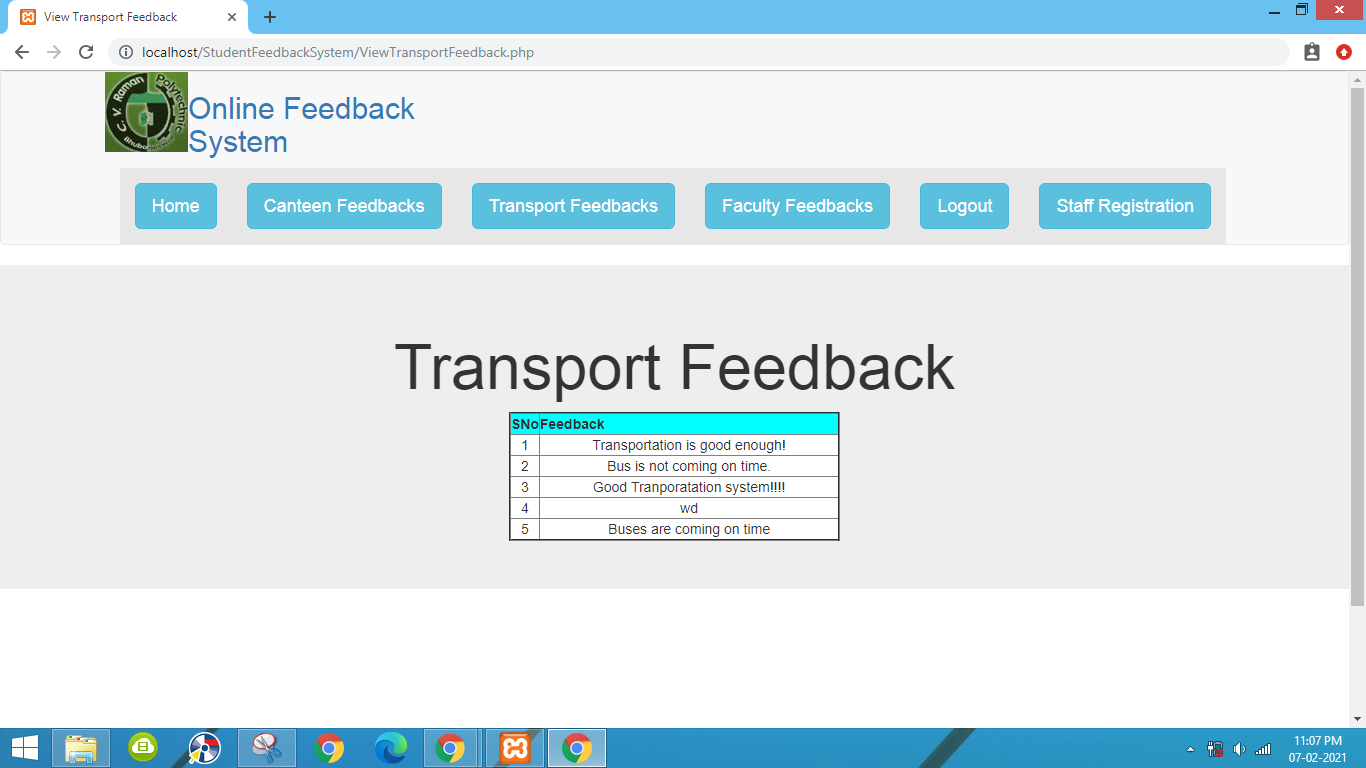 View Transport Feedback
localhost/StudentFeedbackSystem/ViewTransportFeedback.php
C. V. Raman Polytechnic
Online Feedback
System
Home Canteen Feedbacks Transport Feedbacks Faculty Feedbacks Logout Staff Registration
Transport Feedback
SNo Feedback
1 Transportation is good enough!
2 Bus is not coming on time.
3 Good Tranporatation system!!!!
4 wd
5 Buses are coming on time
11:07 PM
07-02-2021